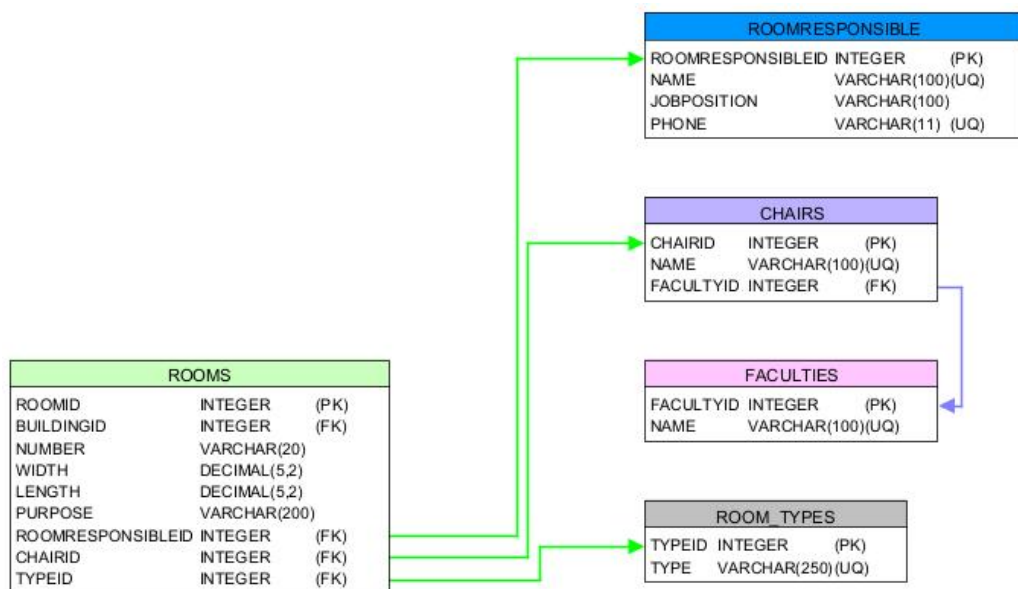 ROOMRESPONSIBLE
ROOMRESPONSIBLEID INTEGER (PK)
NAME VARCHAR(100)(UQ)
JOBPOSITION VARCHAR(100)
PHONE VARCHAR(11) (UQ)
CHAIRS
CHAIRID INTEGER (PK)
NAME VARCHAR(100)(UQ)
FACULTYID INTEGER (FK)
ROOMS
ROOMID INTEGER (PK)
BUILDINGID INTEGER (FK)
NUMBER VARCHAR(20)
WIDTH DECIMAL(5,2)
LENGTH DECIMAL(5,2)
PURPOSE VARCHAR(200)
ROOMRESPONSIBLEID INTEGER (FK)
CHAIRID INTEGER (FK)
TYPEID INTEGER (FK)
FACULTIES
FACULTYID INTEGER (PK)
NAME VARCHAR(100)(UQ)
ROOM_TYPES
TYPEID INTEGER (PK)
TYPE VARCHAR(250)(UQ)